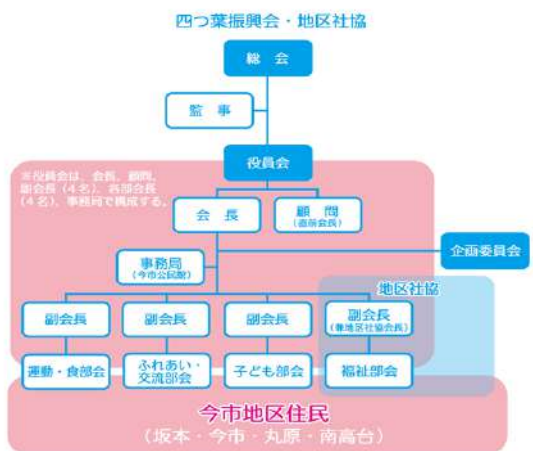 四つ葉振興会・地区社協
総会
監事
役員会
※役員会は、会長、顧問、
副会長(4名)、各部会長
(4名)、事務局で構成する。
会長
顧問
(直前会長)
企画委員会
事務局
(今市公民館)
地区社協
副会長
副会長
副会長
副会長
(兼地区社協会長)
運動・食部会
ふれあい・
交流部会
子ども部会
福祉部会
今市地区住民
(坂本・今市・丸原・南高台)